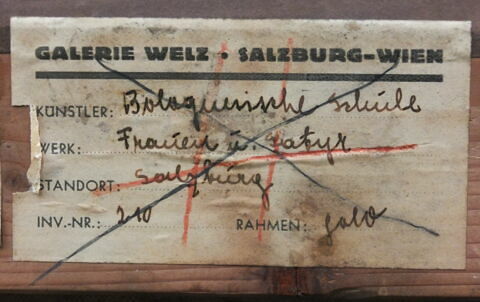 GALERIE WELZ · SALZBURG-WIEN
KÜNSTLER: Bolognesische Schule
WERK: Frauen u. Satyr
STANDORT: Salzburg
INV.-NR.: 210 RAHMEN: gold